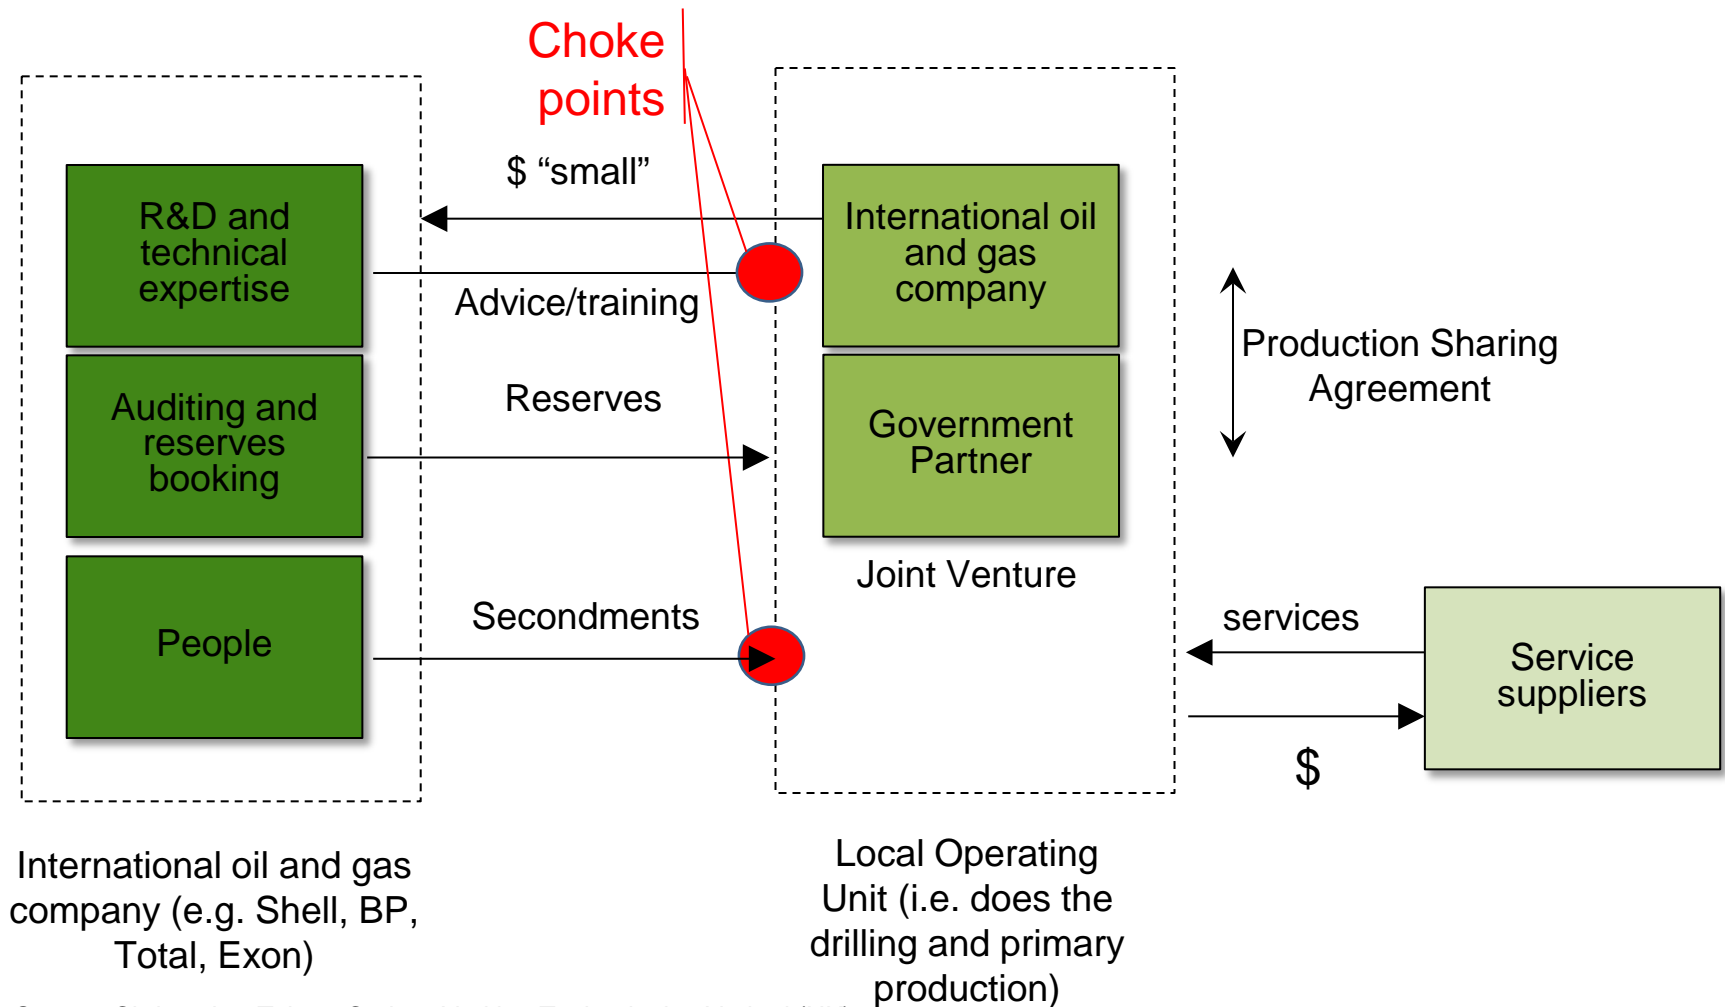 Choke
points
$ “small”
R&D and
technical
expertise
Advice/training
International oil
and gas
company
Production Sharing
Agreement
Auditing and
reserves
booking
Reserves
Government
Partner
Joint Venture
People
Secondments
services
Service
suppliers
$
International oil and gas
company (e.g. Shell, BP,
Total, Exon)
Local Operating
Unit (i.e. does the
drilling and primary
production)